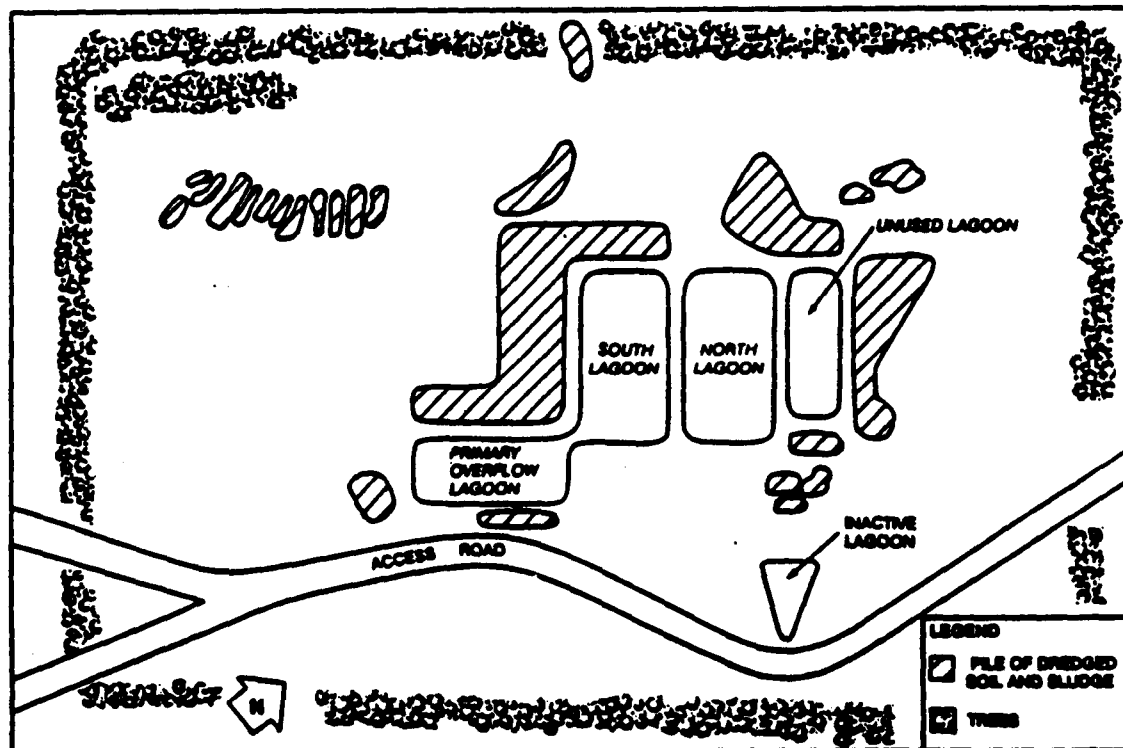 UNUSED LAGOON
SOUTH
LAGOON
NORTH
LAGOON
PRIMARY
OVERFLOW
LAGOON
INACTIVE
LAGOON
ACCESS ROAD
LEGEND
PILE OF DREDGED
SOIL AND SLUDGE
TREES
N